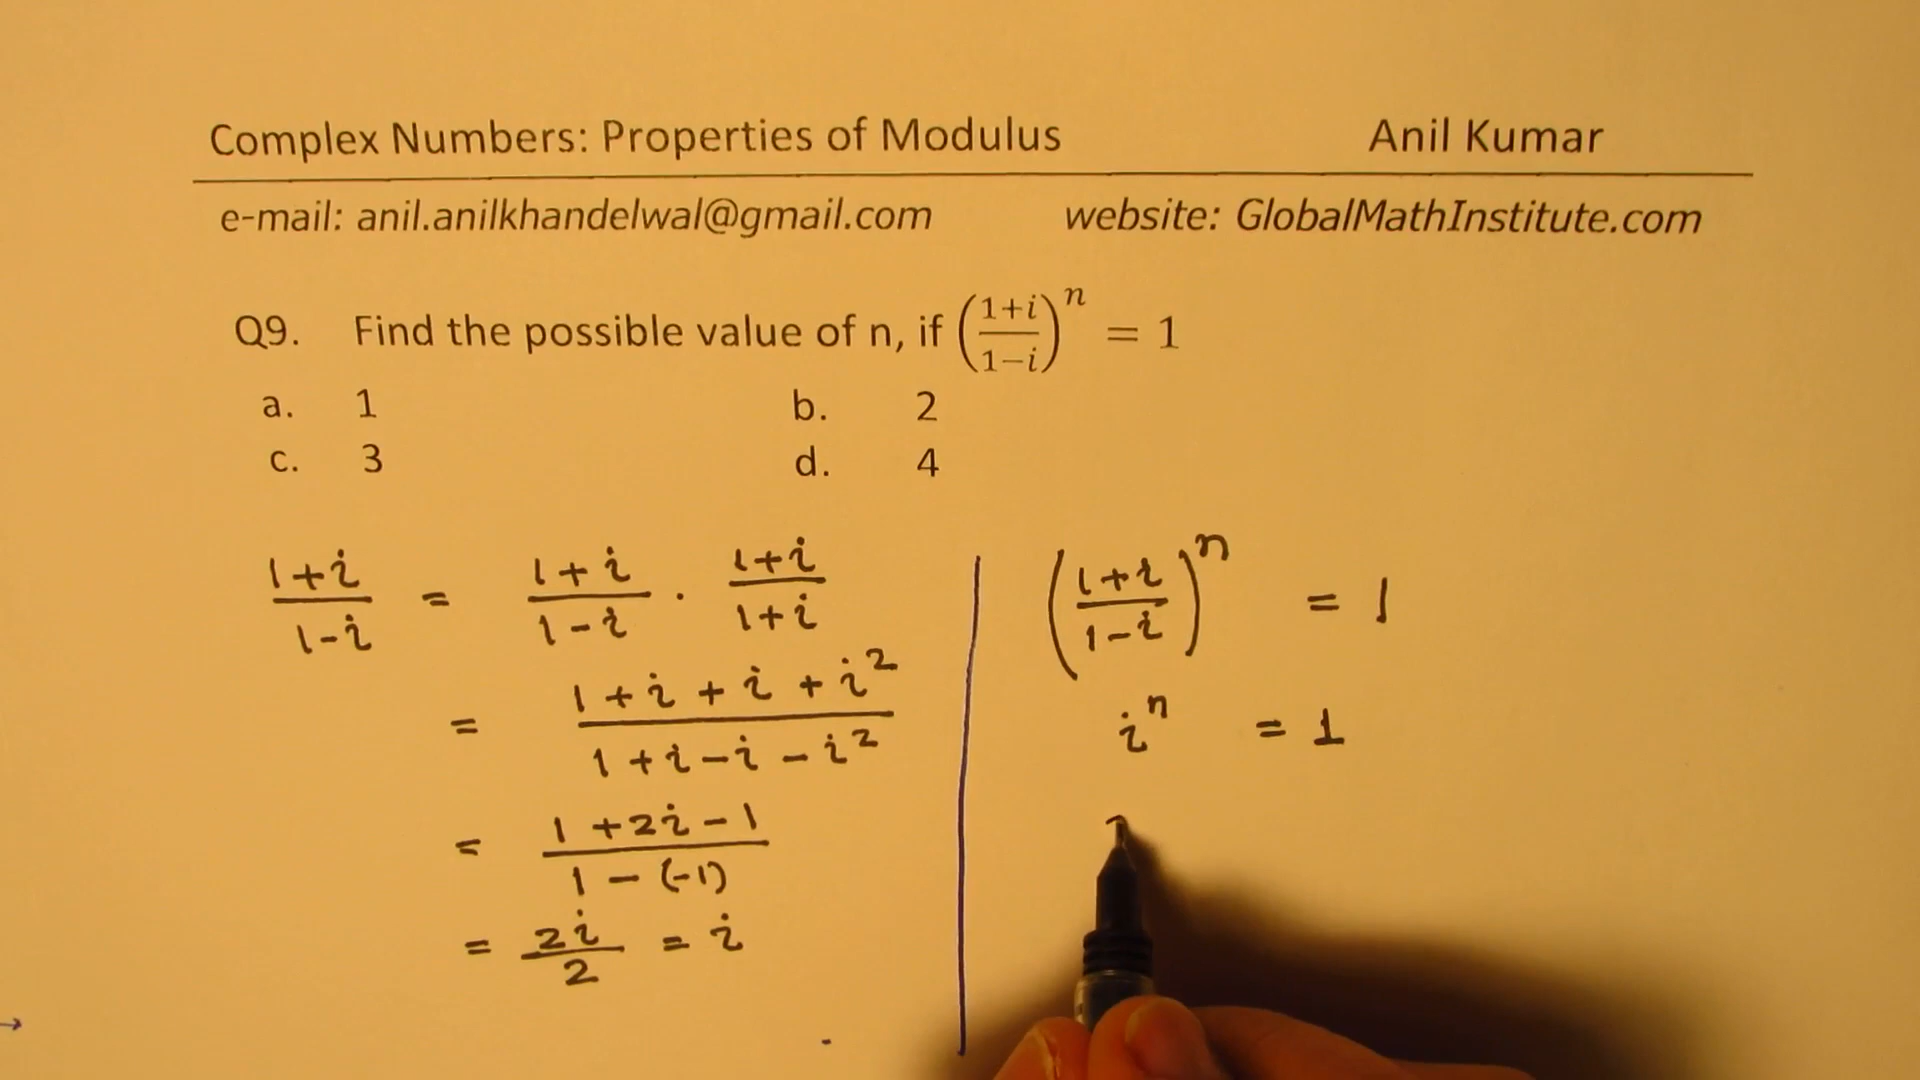 Complex Numbers: Properties of Modulus Anil Kumar
e-mail: anil.anilkhandelwal@gmail.com website: GlobalMathInstitute.com
Q9. Find the possible value of n, if ((1+i)/(1−i))^n = 1
a. 1 b. 2
c. 3 d. 4
(1+i)/(1-i) = (1+i)/(1-i) · (1+i)/(1+i)
= (1+i+i+i²)/(1+i-i-i²)
= (1+2i-1)/(1-(-1))
= 2i/2 = i
((1+i)/(1-i))^n = 1
i^n = 1